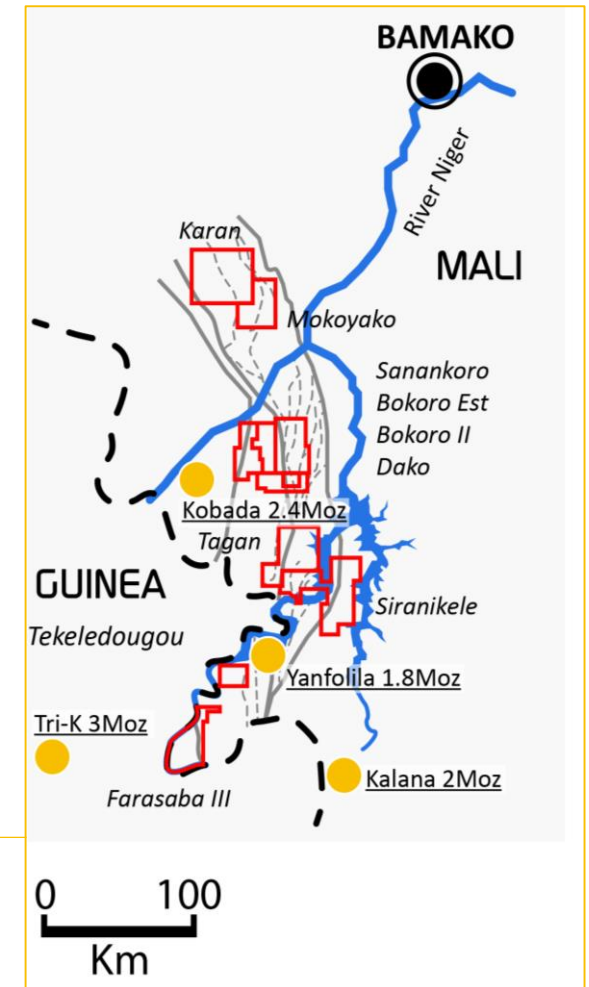 BAMAKO
River Niger
MALI
Karan
Mokoyako
Sanankoro
Bokoro Est
Bokoro II
Dako
Kobada 2.4Moz
Tagan
GUINEA
Siranikele
Tekeledougou
Yanfolila 1.8Moz
Tri-K 3Moz
Kalana 2Moz
Farasaba III
0 100
Km